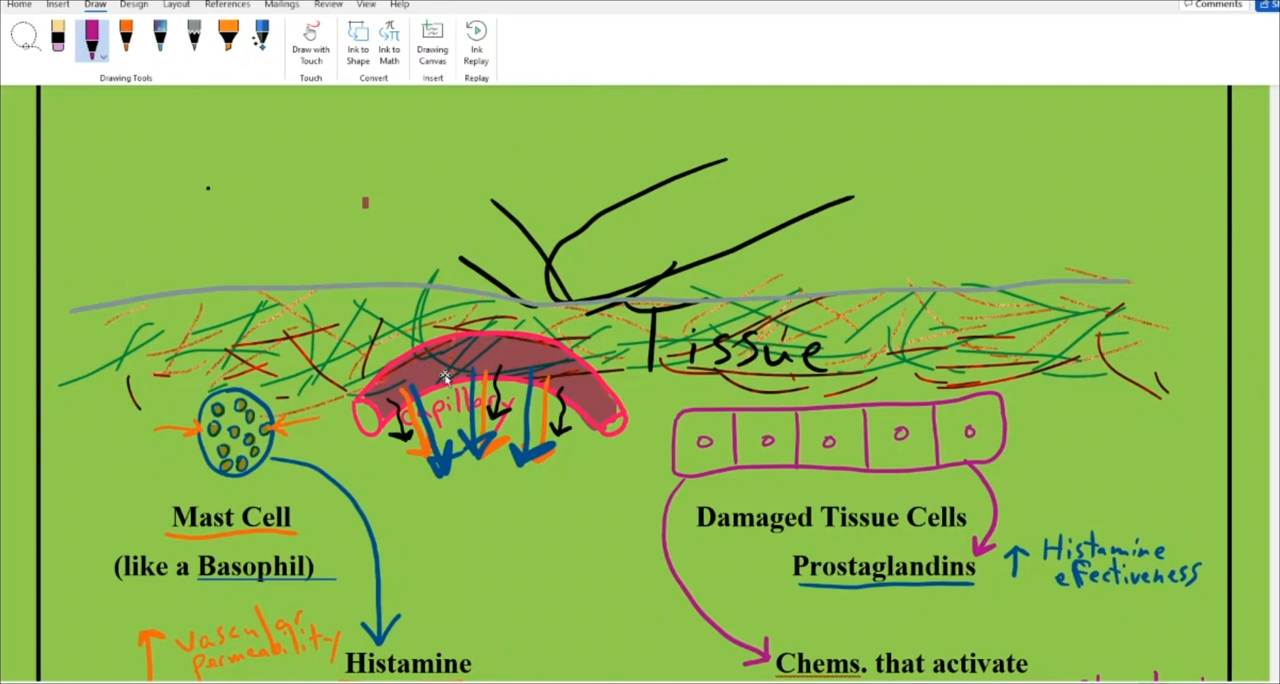 Home Insert Draw Design Layout References Mailings Review View Help
Comments
Draw with Touch
Ink to Shape
Ink to Math
Drawing Canvas
Ink Replay
Drawing Tools
Touch
Convert
Insert
Replay
Tissue
Capillary
Mast Cell
(like a Basophil)
Damaged Tissue Cells
Prostaglandins
↑ Histamine
effectiveness
↑ Vascular
permeability
Histamine
Chems. that activate